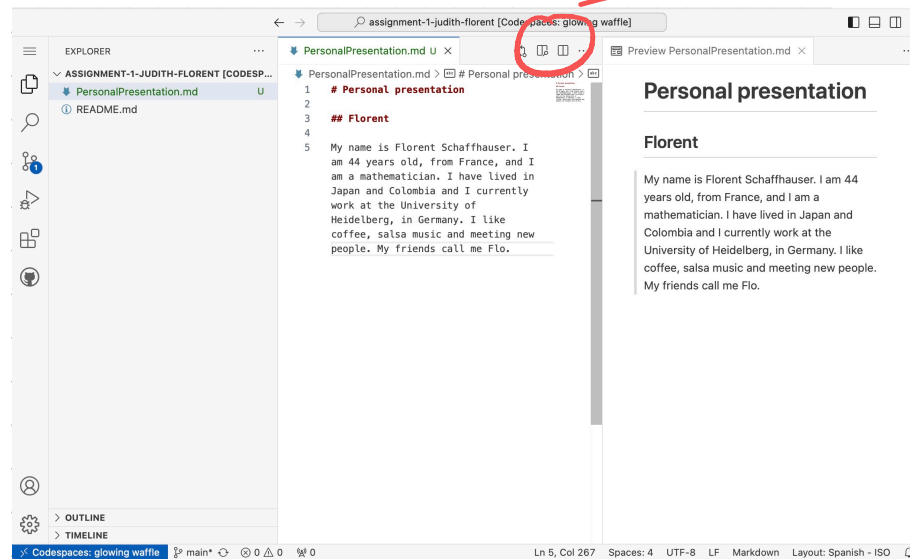 assignment-1-judith-florent [Codespaces: glowing waffle]
EXPLORER
PersonalPresentation.md U
Preview PersonalPresentation.md
ASSIGNMENT-1-JUDITH-FLORENT [CODESP...
PersonalPresentation.md U
README.md
PersonalPresentation.md > # Personal presentation >
1 # Personal presentation
2
3 ## Florent
4
5 My name is Florent Schaffhauser. I
am 44 years old, from France, and I
am a mathematician. I have lived in
Japan and Colombia and I currently
work at the University of
Heidelberg, in Germany. I like
coffee, salsa music and meeting new
people. My friends call me Flo.
Personal presentation
Florent
My name is Florent Schaffhauser. I am 44
years old, from France, and I am a
mathematician. I have lived in Japan and
Colombia and I currently work at the
University of Heidelberg, in Germany. I like
coffee, salsa music and meeting new people.
My friends call me Flo.
1
OUTLINE
TIMELINE
Codespaces: glowing waffle main* 0 0 0 Ln 5, Col 267 Spaces: 4 UTF-8 LF Markdown Layout: Spanish - ISO